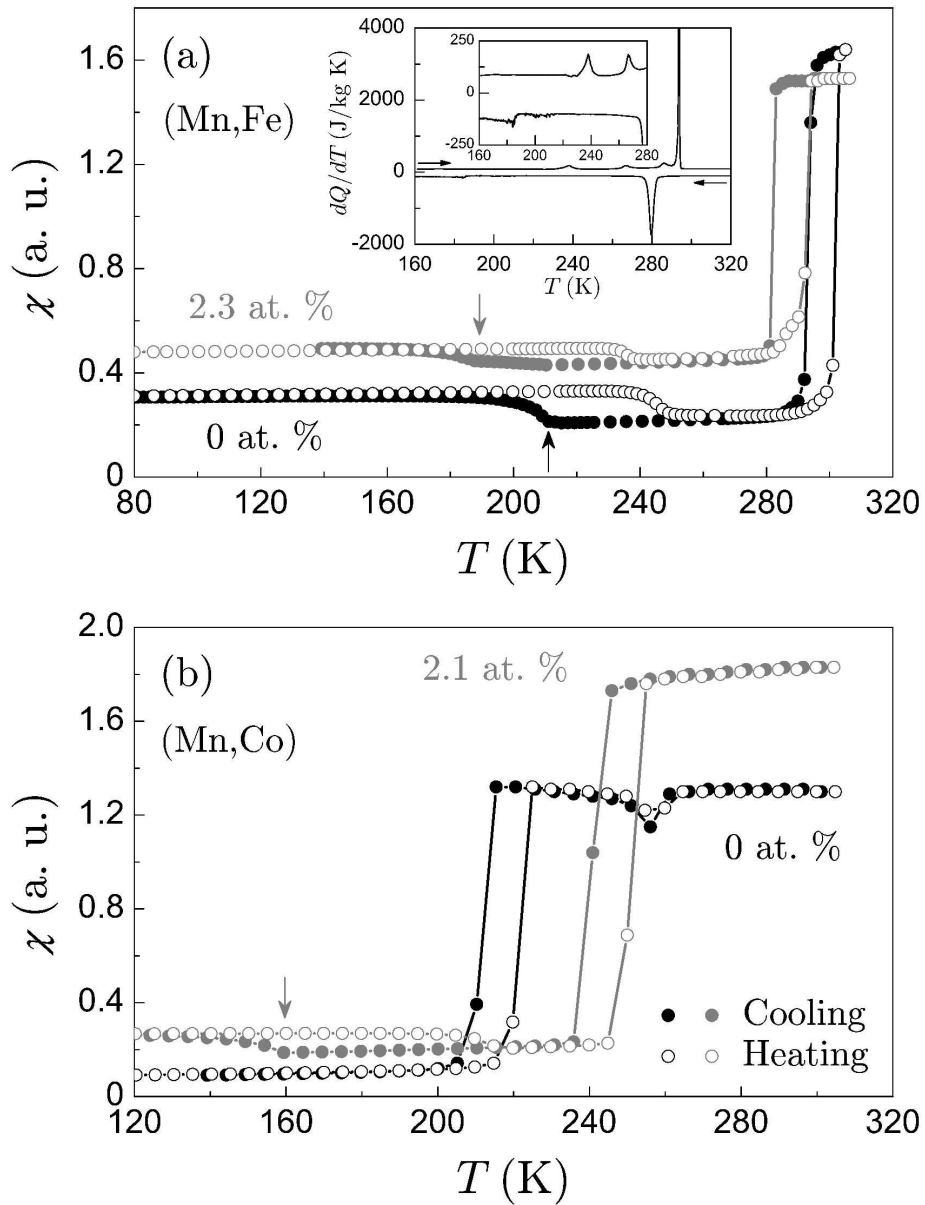 (a)
(Mn,Fe)
2.3 at. %
0 at. %
χ (a. u.)
1.6
1.2
0.8
0.4
0
80
120
160
200
240
280
320
T (K)
dQ/dT (J/kg K)
4000
2000
0
-2000
160
200
240
280
320
T (K)
250
0
-250
160
200
240
280
(b)
(Mn,Co)
2.1 at. %
0 at. %
Cooling
Heating
χ (a. u.)
2.0
1.6
1.2
0.8
0.4
0
120
160
200
240
280
320
T (K)